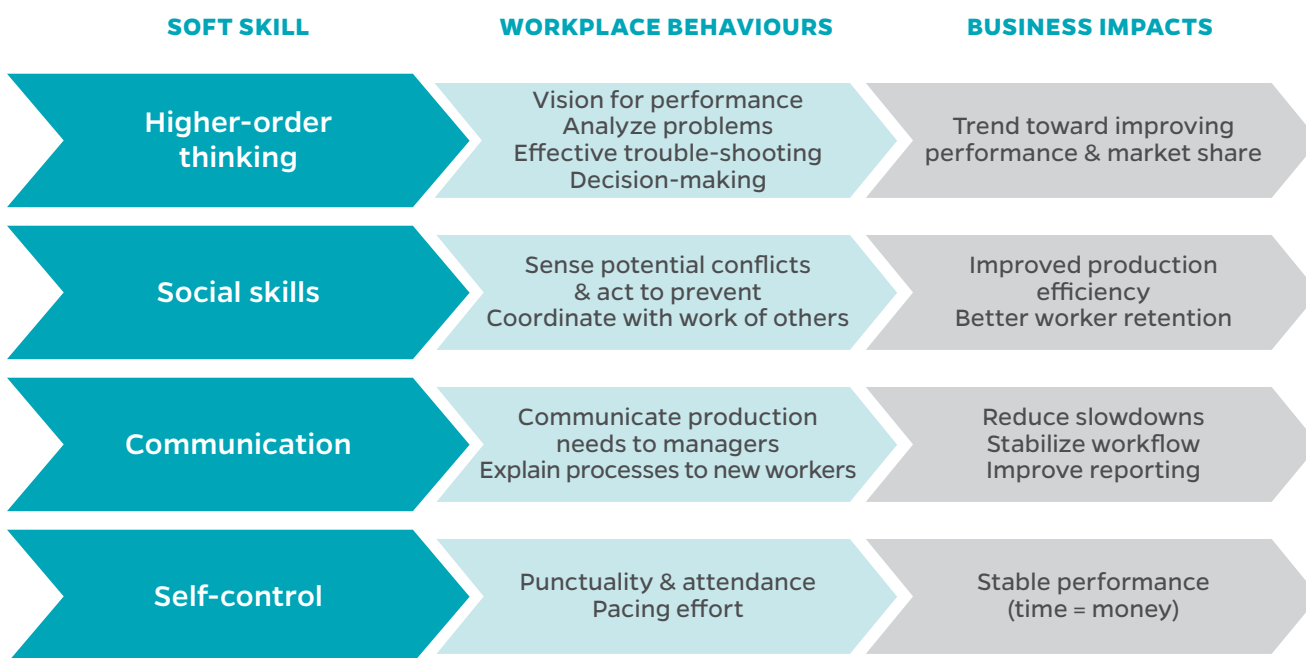 SOFT SKILL
WORKPLACE BEHAVIOURS
BUSINESS IMPACTS
Higher-order
thinking
Vision for performance
Analyze problems
Effective trouble-shooting
Decision-making
Trend toward improving
performance & market share
Social skills
Sense potential conflicts
& act to prevent
Coordinate with work of others
Improved production
efficiency
Better worker retention
Communication
Communicate production
needs to managers
Explain processes to new workers
Reduce slowdowns
Stabilize workflow
Improve reporting
Self-control
Punctuality & attendance
Pacing effort
Stable performance
(time = money)